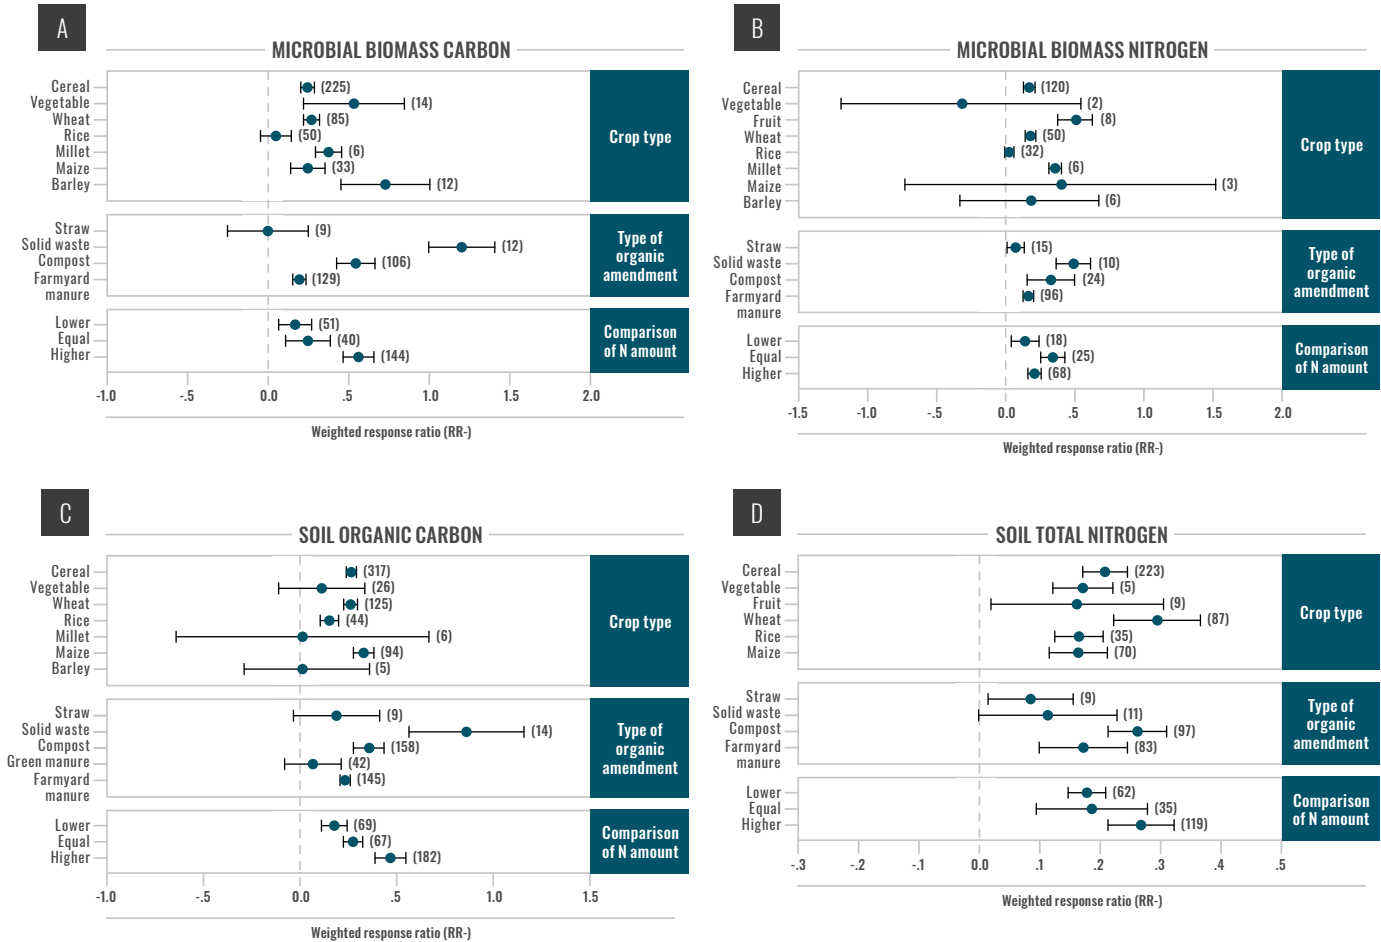 A
MICROBIAL BIOMASS CARBON
Cereal (225)
Vegetable (14)
Wheat (85)
Rice (50)
Millet (6)
Maize (33)
Barley (12)
Crop type
Straw (9)
Solid waste (12)
Compost (106)
Farmyard (129)
manure
Type of
organic
amendment
Lower (51)
Equal (40)
Higher (144)
Comparison
of N amount
-1.0 -.5 0.0 .5 1.0 1.5 2.0
Weighted response ratio (RR-)
B
MICROBIAL BIOMASS NITROGEN
Cereal (120)
Vegetable (2)
Fruit (8)
Wheat (50)
Rice (32)
Millet (6)
Maize (3)
Barley (6)
Crop type
Straw (15)
Solid waste (10)
Compost (24)
Farmyard (96)
manure
Type of
organic
amendment
Lower (18)
Equal (25)
Higher (68)
Comparison
of N amount
-1.5 -1.0 -.5 0.0 .5 1.0 1.5 2.0
Weighted response ratio (RR-)
C
SOIL ORGANIC CARBON
Cereal (317)
Vegetable (26)
Wheat (125)
Rice (44)
Millet (6)
Maize (94)
Barley (5)
Crop type
Straw (9)
Solid waste (14)
Compost (158)
Green manure (42)
Farmyard (145)
manure
Type of
organic
amendment
Lower (69)
Equal (67)
Higher (182)
Comparison
of N amount
-1.0 -.5 0.0 .5 1.0 1.5
Weighted response ratio (RR-)
D
SOIL TOTAL NITROGEN
Cereal (223)
Vegetable (5)
Fruit (9)
Wheat (87)
Rice (35)
Maize (70)
Crop type
Straw (9)
Solid waste (11)
Compost (97)
Farmyard (83)
manure
Type of
organic
amendment
Lower (62)
Equal (35)
Higher (119)
Comparison
of N amount
-.3 -.2 -.1 0.0 .1 .2 .3 .4 .5
Weighted response ratio (RR-)